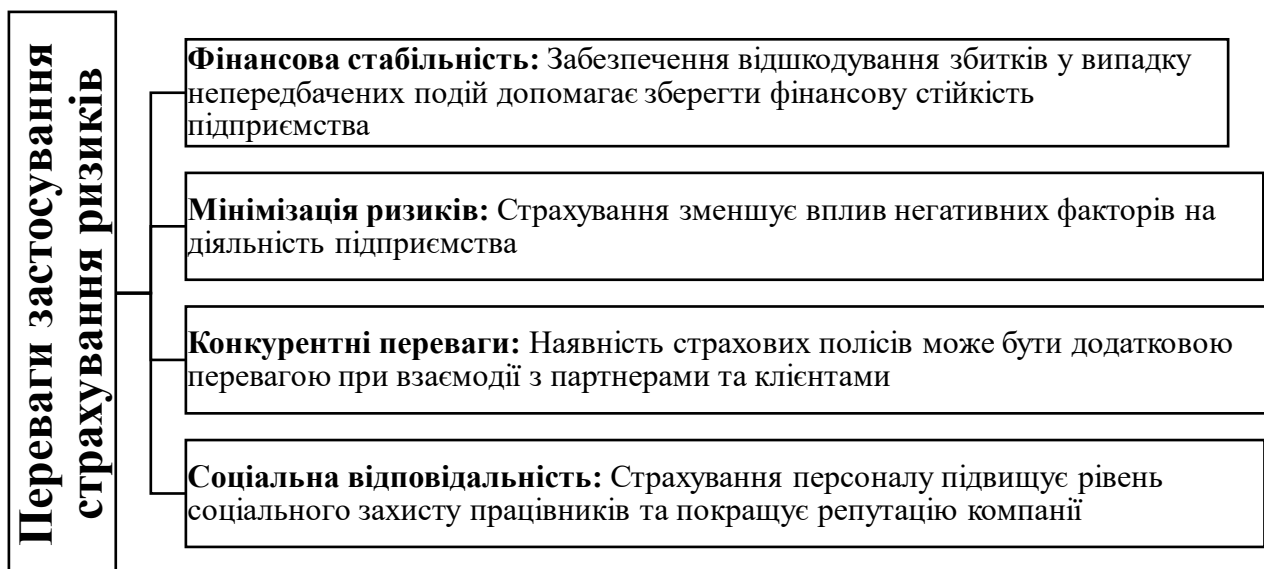 Переваги застосування
страхування ризиків
Фінансова стабільність: Забезпечення відшкодування збитків у випадку
непередбачених подій допомагає зберегти фінансову стійкість
підприємства
Мінімізація ризиків: Страхування зменшує вплив негативних факторів на
діяльність підприємства
Конкурентні переваги: Наявність страхових полісів може бути додатковою
перевагою при взаємодії з партнерами та клієнтами
Соціальна відповідальність: Страхування персоналу підвищує рівень
соціального захисту працівників та покращує репутацію компанії